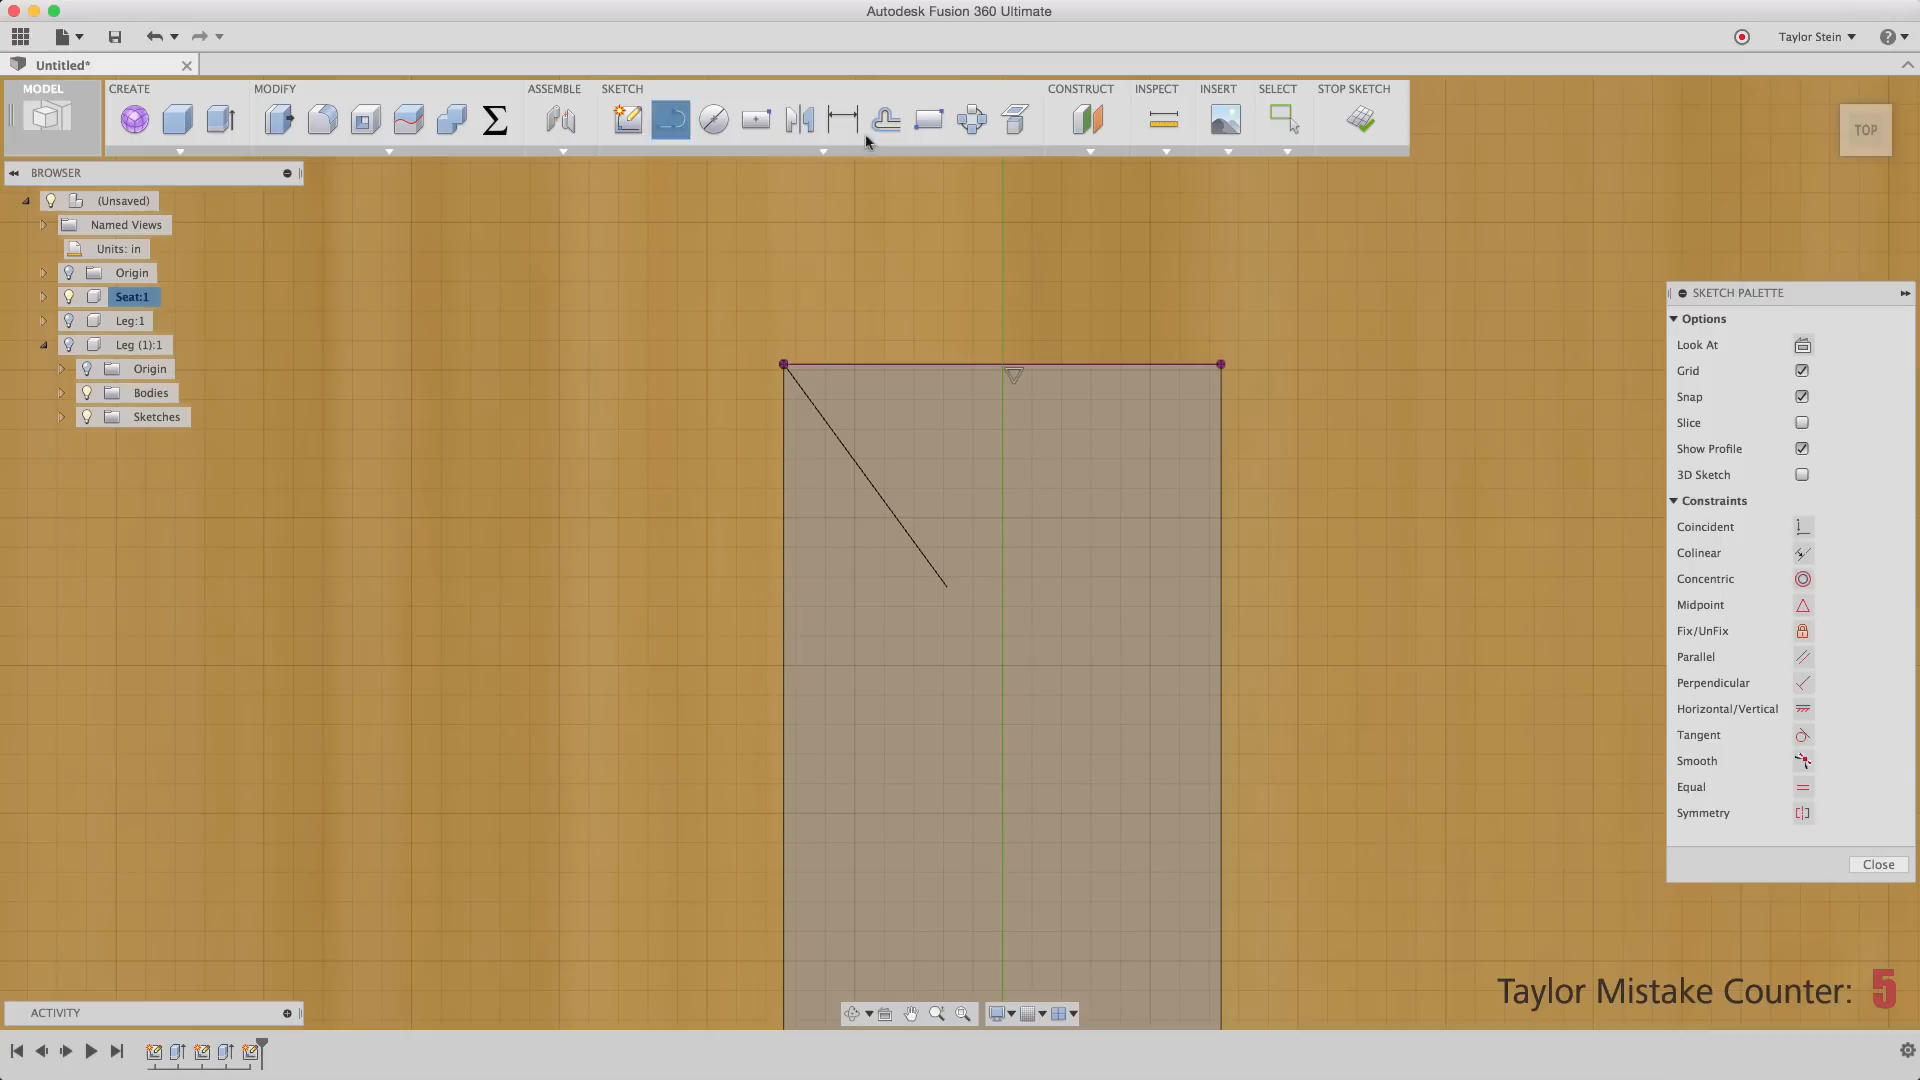 Autodesk Fusion 360 Ultimate
Taylor Stein
Untitled*
MODEL
CREATE
MODIFY
ASSEMBLE
SKETCH
CONSTRUCT
INSPECT
INSERT
SELECT
STOP SKETCH
TOP
BROWSER
(Unsaved)
Named Views
Units: in
Origin
Seat:1
Leg:1
Leg (1):1
Origin
Bodies
Sketches
SKETCH PALETTE
Options
Look At
Grid
Snap
Slice
Show Profile
3D Sketch
Constraints
Coincident
Colinear
Concentric
Midpoint
Fix/UnFix
Parallel
Perpendicular
Horizontal/Vertical
Tangent
Smooth
Equal
Symmetry
Close
Taylor Mistake Counter: 5
ACTIVITY